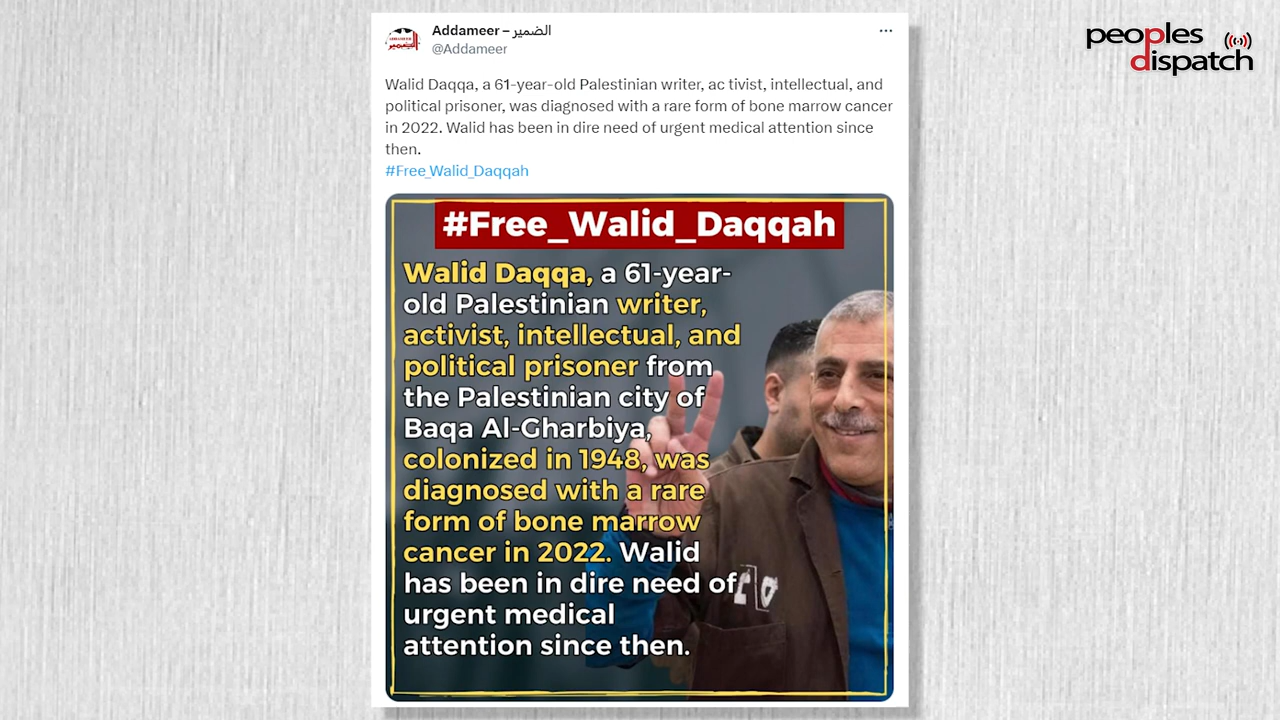 Addameer – الضمير
@Addameer
peoples
dispatch
Walid Daqqa, a 61-year-old Palestinian writer, ac tivist, intellectual, and
political prisoner, was diagnosed with a rare form of bone marrow cancer
in 2022. Walid has been in dire need of urgent medical attention since
then.
#Free_Walid_Daqqah
#Free_Walid_Daqqah
Walid Daqqa, a 61-year-
old Palestinian writer,
activist, intellectual, and
political prisoner from
the Palestinian city of
Baqa Al-Gharbiya,
colonized in 1948, was
diagnosed with a rare
form of bone marrow
cancer in 2022. Walid
has been in dire need of
urgent medical
attention since then.